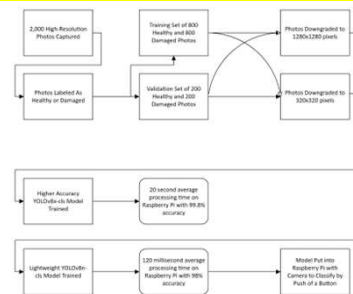 2,000 High-Resolution
Photos Captured
Training Set of 800
Healthy and 800
Damaged Photos
Photos Downgraded to
1280x1280 pixels
Photos Labeled As
Healthy or Damaged
Validation Set of 200
Healthy and 200
Damaged Photos
Photos Downgraded to
320x320 pixels
Higher Accuracy
YOLOv8x-cls Model
Trained
20 second average
processing time on
Raspberry Pi with 99.8%
accuracy
Lightweight YOLOv8n-
cls Model Trained
120 millisecond average
processing time on
Raspberry Pi with 98%
accuracy
Model Put into
Raspberry Pi with
Camera to Classify by
Push of a Button